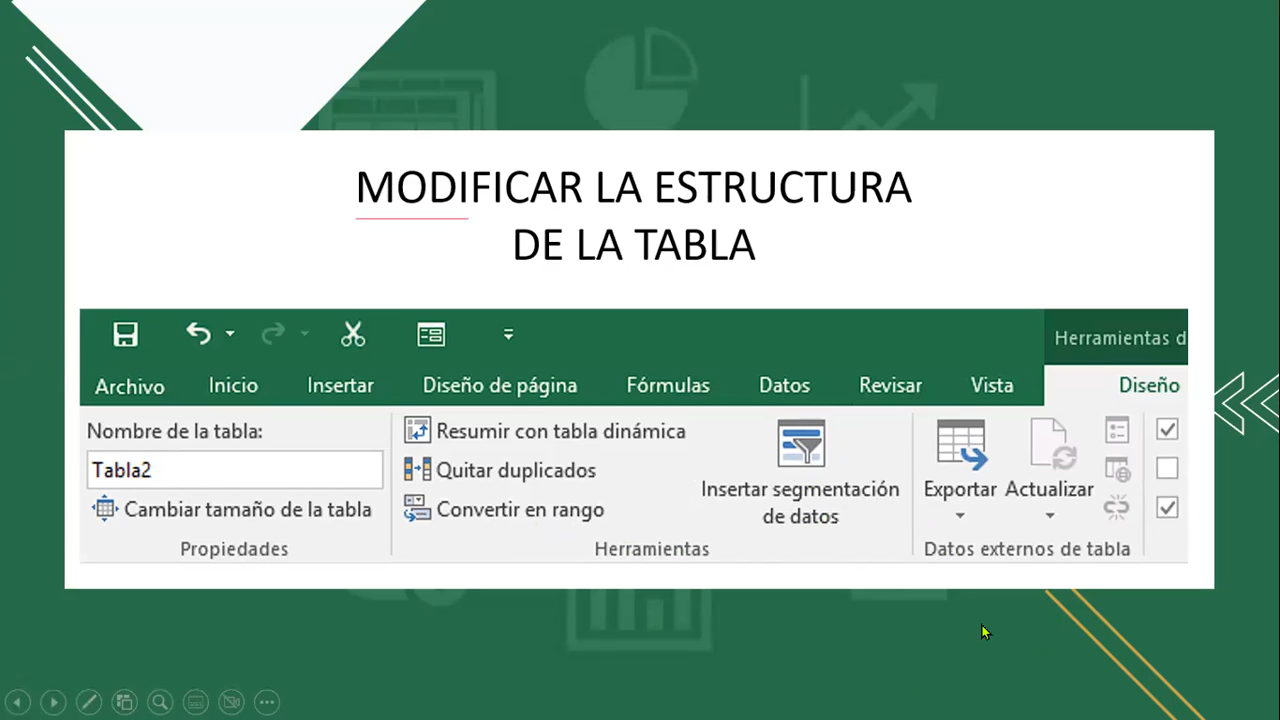 MODIFICAR LA ESTRUCTURA
DE LA TABLA
Herramientas d
Archivo Inicio Insertar Diseño de página Fórmulas Datos Revisar Vista Diseño
Nombre de la tabla:
Tabla2
Cambiar tamaño de la tabla
Propiedades
Resumir con tabla dinámica
Quitar duplicados
Convertir en rango
Insertar segmentación
de datos
Herramientas
Exportar Actualizar
Datos externos de tabla